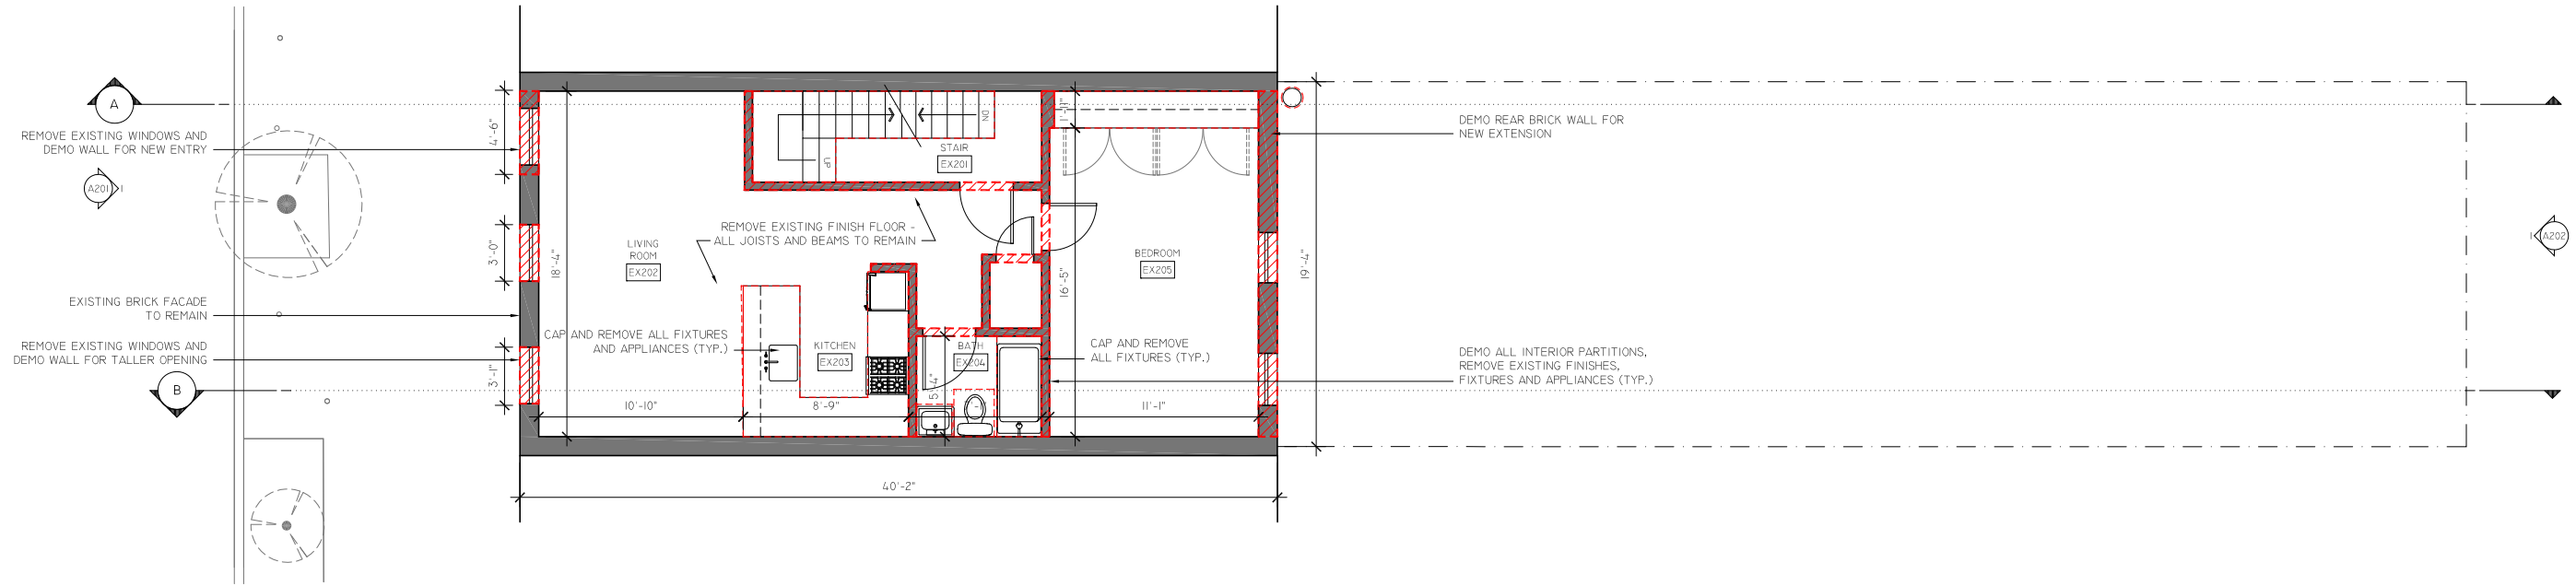 A
REMOVE EXISTING WINDOWS AND
DEMO WALL FOR NEW ENTRY
A201
1
EXISTING BRICK FACADE
TO REMAIN
REMOVE EXISTING WINDOWS AND
DEMO WALL FOR TALLER OPENING
B
4'-6"
3'-0"
3'-1"
18'-4"
LIVING
ROOM
EX202
REMOVE EXISTING FINISH FLOOR -
ALL JOISTS AND BEAMS TO REMAIN
UP
DN
STAIR
EX201
CAP AND REMOVE ALL FIXTURES
AND APPLIANCES (TYP.)
KITCHEN
EX203
BATH
EX204
5'-4"
10'-10"
8'-9"
11'-1"
1'-11"
16'-5"
BEDROOM
EX205
CAP AND REMOVE
ALL FIXTURES (TYP.)
19'-4"
40'-2"
DEMO REAR BRICK WALL FOR
NEW EXTENSION
DEMO ALL INTERIOR PARTITIONS,
REMOVE EXISTING FINISHES,
FIXTURES AND APPLIANCES (TYP.)
1
A202